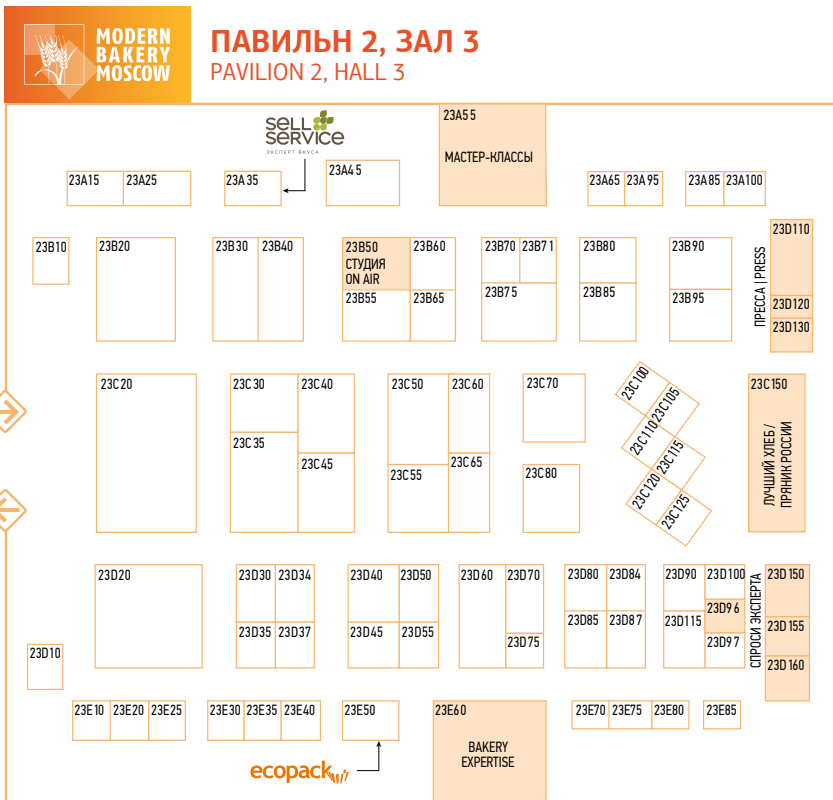 MODERN
BAKERY
MOSCOW
ПАВИЛЬН 2, ЗАЛ 3
PAVILION 2, HALL 3
SELL
SERVICE
ЭКСПЕРТ ВКУСА
23A55
МАСТЕР-КЛАССЫ
23A15 23A25 23A35 23A45 23A65 23A95 23A85 23A100
23B10 23B20 23B30 23B40 23B50 23B60 23B70 23B71 23B80 23B90 23D110
СТУДИЯ
ON AIR
ПРЕССА | PRESS
23B55 23B65 23B75 23B85 23B95 23D120
23D130
23C20 23C30 23C40 23C50 23C60 23C70 23C100 23C105 23C150
23C35 23C45 23C55 23C65 23C80 23C110 23C115
23C120 23C125
ЛУЧШИЙ ХЛЕБ /
ПРЯНИК РОССИИ
23D20 23D30 23D34 23D40 23D50 23D60 23D70 23D80 23D84 23D90 23D100 23D150
23D96
СПРОСИ ЭКСПЕРТА
23D35 23D37 23D45 23D55 23D75 23D85 23D87 23D115 23D97 23D155
23D10 23D160
23E10 23E20 23E25 23E30 23E35 23E40 23E50 23E60 23E70 23E75 23E80 23E85
BAKERY
EXPERTISE
ecopack